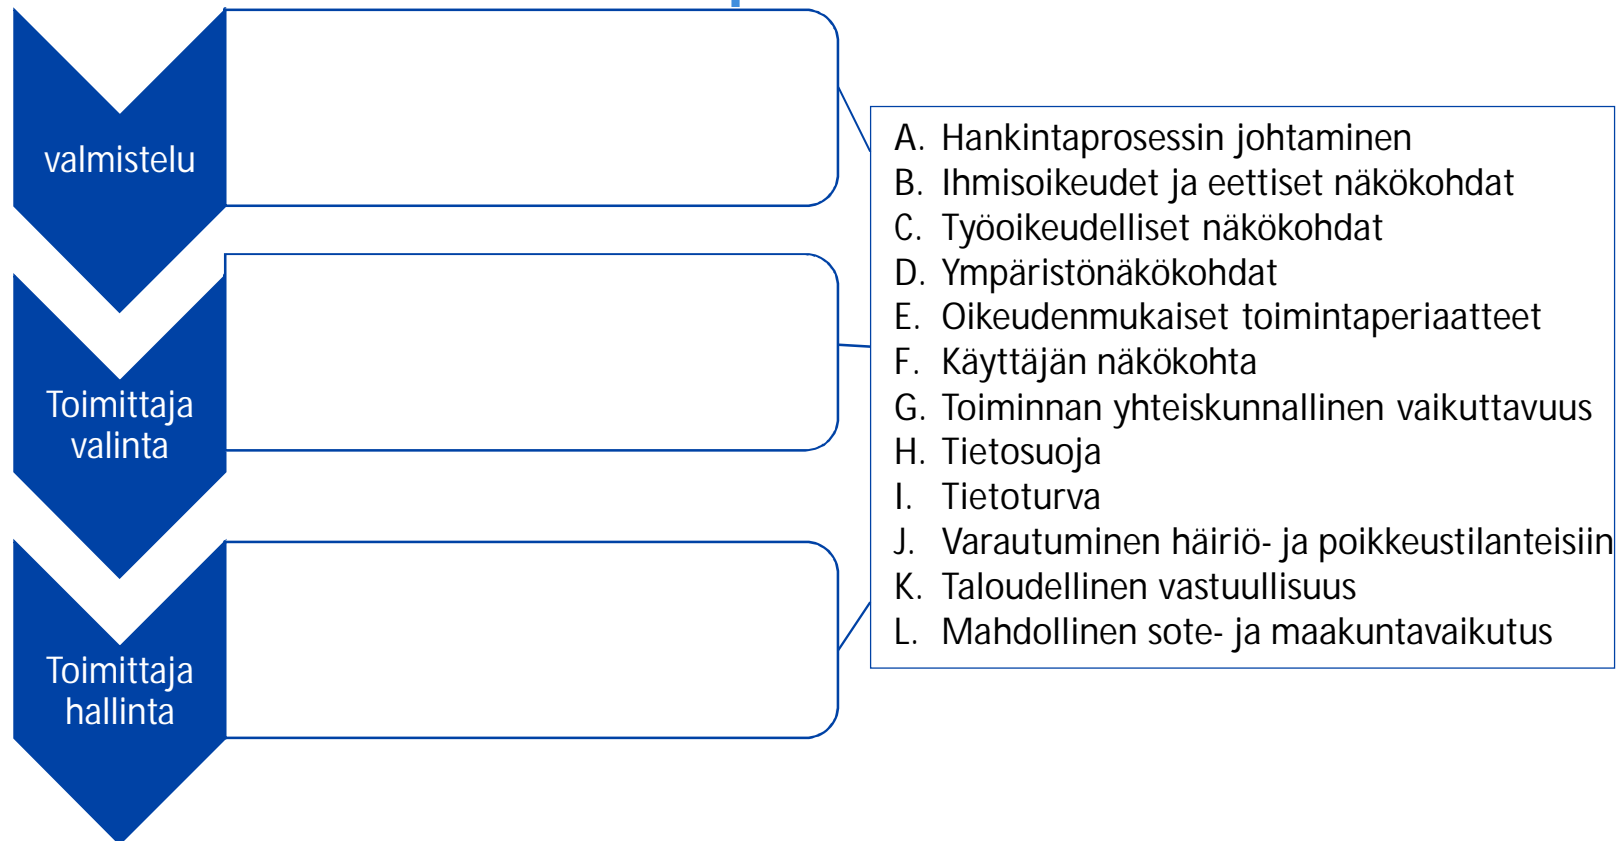 valmistelu
Toimittaja
valinta
Toimittaja
hallinta
A. Hankintaprosessin johtaminen
B. Ihmisoikeudet ja eettiset näkökohdat
C. Työoikeudelliset näkökohdat
D. Ympäristönäkökohdat
E. Oikeudenmukaiset toimintaperiaatteet
F. Käyttäjän näkökohta
G. Toiminnan yhteiskunnallinen vaikuttavuus
H. Tietosuoja
I. Tietoturva
J. Varautuminen häiriö- ja poikkeustilanteisiin
K. Taloudellinen vastuullisuus
L. Mahdollinen sote- ja maakuntavaikutus